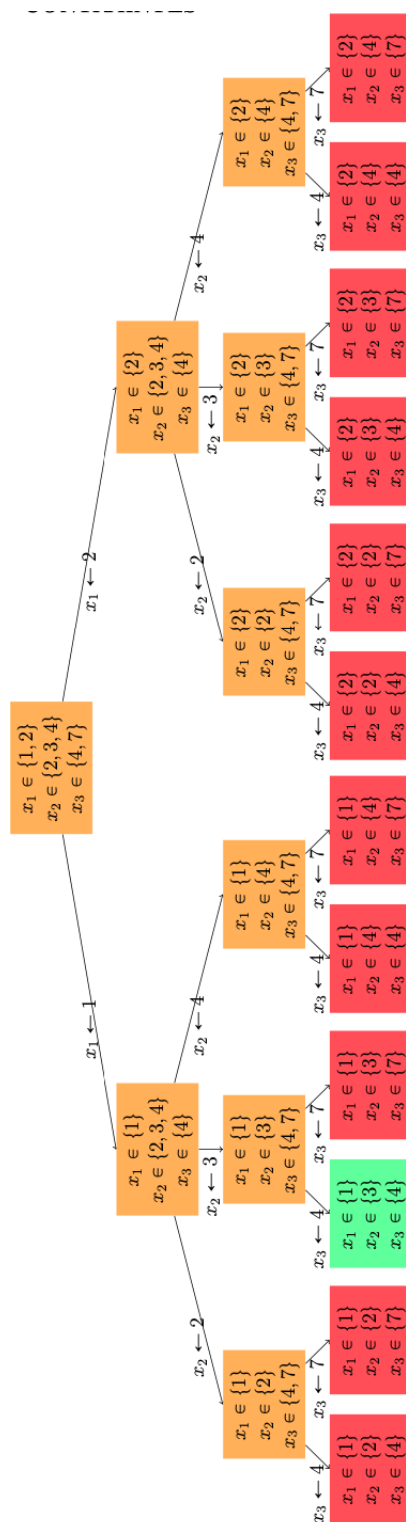 x₁ ∈ {1, 2}
x₂ ∈ {2, 3, 4}
x₃ ∈ {4, 7}
x₁ ← 1
x₁ ← 2
x₁ ∈ {1}
x₂ ∈ {2, 3, 4}
x₃ ∈ {4}
x₁ ∈ {2}
x₂ ∈ {2, 3, 4}
x₃ ∈ {4}
x₂ ← 2
x₂ ← 3
x₂ ← 4
x₂ ← 2
x₂ ← 3
x₂ ← 4
x₁ ∈ {1}
x₂ ∈ {2}
x₃ ∈ {4, 7}
x₁ ∈ {1}
x₂ ∈ {3}
x₃ ∈ {4, 7}
x₁ ∈ {1}
x₂ ∈ {4}
x₃ ∈ {4, 7}
x₁ ∈ {2}
x₂ ∈ {2}
x₃ ∈ {4, 7}
x₁ ∈ {2}
x₂ ∈ {3}
x₃ ∈ {4, 7}
x₁ ∈ {2}
x₂ ∈ {4}
x₃ ∈ {4, 7}
x₃ ← 4
x₃ ← 7
x₃ ← 4
x₃ ← 7
x₃ ← 4
x₃ ← 7
x₃ ← 4
x₃ ← 7
x₃ ← 4
x₃ ← 7
x₃ ← 4
x₃ ← 7
x₁ ∈ {1}
x₂ ∈ {2}
x₃ ∈ {4}
x₁ ∈ {1}
x₂ ∈ {2}
x₃ ∈ {7}
x₁ ∈ {1}
x₂ ∈ {3}
x₃ ∈ {4}
x₁ ∈ {1}
x₂ ∈ {3}
x₃ ∈ {7}
x₁ ∈ {1}
x₂ ∈ {4}
x₃ ∈ {4}
x₁ ∈ {1}
x₂ ∈ {4}
x₃ ∈ {7}
x₁ ∈ {2}
x₂ ∈ {2}
x₃ ∈ {4}
x₁ ∈ {2}
x₂ ∈ {2}
x₃ ∈ {7}
x₁ ∈ {2}
x₂ ∈ {3}
x₃ ∈ {4}
x₁ ∈ {2}
x₂ ∈ {3}
x₃ ∈ {7}
x₁ ∈ {2}
x₂ ∈ {4}
x₃ ∈ {4}
x₁ ∈ {2}
x₂ ∈ {4}
x₃ ∈ {7}